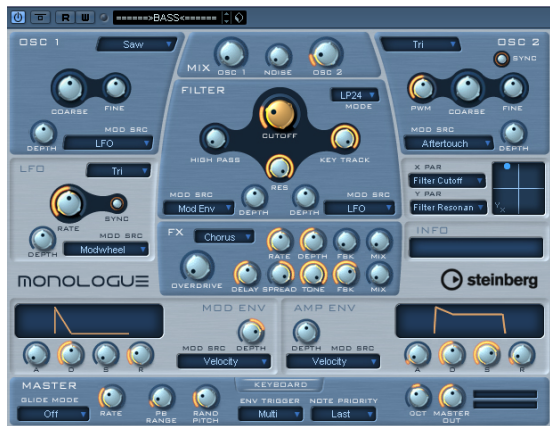 R W ======>BASS<======
OSC 1 Saw
COARSE FINE
DEPTH MOD SRC LFO
MIX OSC 1 NOISE OSC 2
Tri OSC 2
SYNC
PWM COARSE FINE
DEPTH MOD SRC Aftertouch
FILTER
LP24
MODE
CUTOFF
HIGH PASS KEY TRACK
RES
MOD SRC Mod Env DEPTH DEPTH MOD SRC LFO
LFO Tri
RATE SYNC
DEPTH MOD SRC Modwheel
X PAR
Filter Cutoff
Y PAR
Filter Resonan
Y X
FX Chorus
RATE DEPTH FBK MIX
OVERDRIVE
DELAY SPREAD TONE FBK MIX
INFO
MONOLOGUE
steinberg
MOD ENV
A D S R
MOD SRC DEPTH
Velocity
AMP ENV
DEPTH MOD SRC
Velocity
A D S R
MASTER
KEYBOARD
GLIDE MODE
Off
RATE
PB RANGE
RAND PITCH
ENV TRIGGER
Multi
NOTE PRIORITY
Last
OCT
MASTER OUT